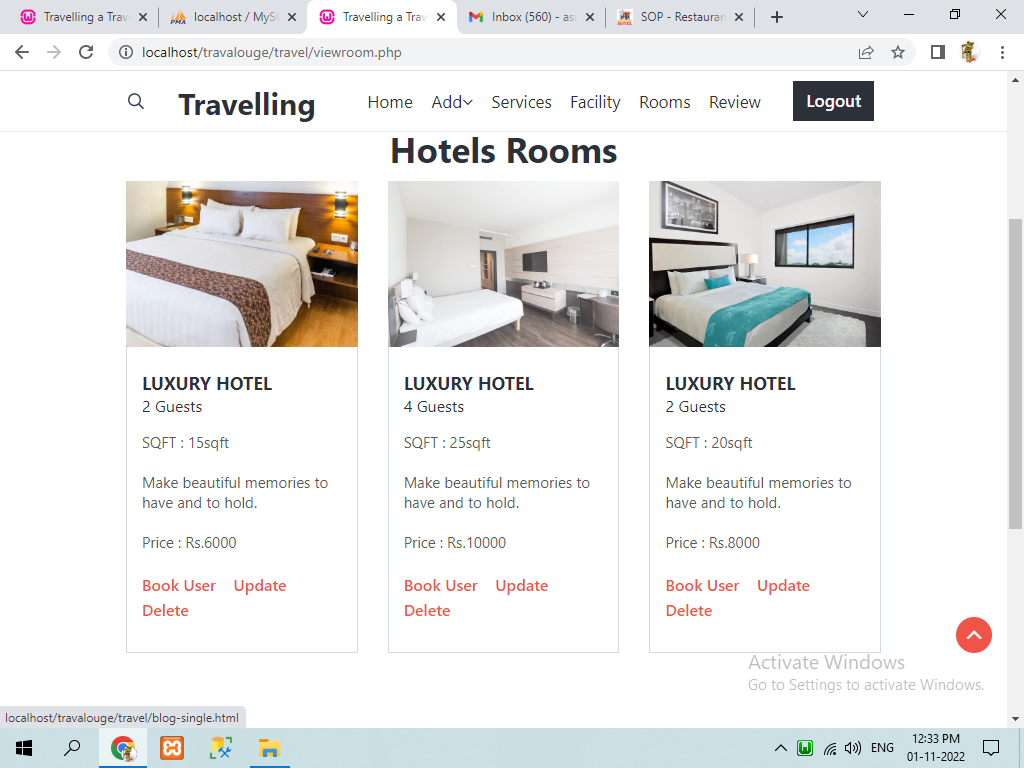 Travelling a Trav
localhost / MySQ
Travelling a Trav
Inbox (560) - asm
SOP - Restauran
localhost/travalouge/travel/viewroom.php
Travelling
Home
Add
Services
Facility
Rooms
Review
Logout
Hotels Rooms
LUXURY HOTEL
2 Guests
SQFT : 15sqft
Make beautiful memories to
have and to hold.
Price : Rs.6000
Book User Update
Delete
LUXURY HOTEL
4 Guests
SQFT : 25sqft
Make beautiful memories to
have and to hold.
Price : Rs.10000
Book User Update
Delete
LUXURY HOTEL
2 Guests
SQFT : 20sqft
Make beautiful memories to
have and to hold.
Price : Rs.8000
Book User Update
Delete
Activate Windows
Go to Settings to activate Windows.
localhost/travalouge/travel/blog-single.html
ENG
12:33 PM
01-11-2022